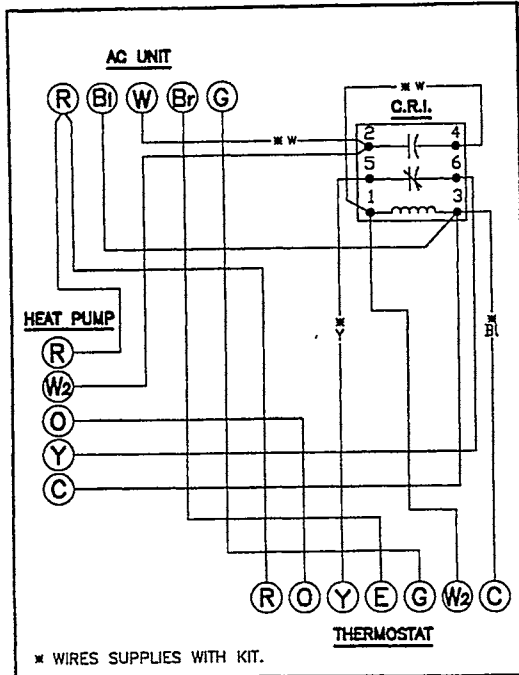 AC UNIT
R Bl W Br G
* W
C.R.I.
2 4
* W
5 6
1 3
HEAT PUMP
R
W2
O
Y
C
* Y
* Bl
R O Y E G W2 C
THERMOSTAT
* WIRES SUPPLIES WITH KIT.